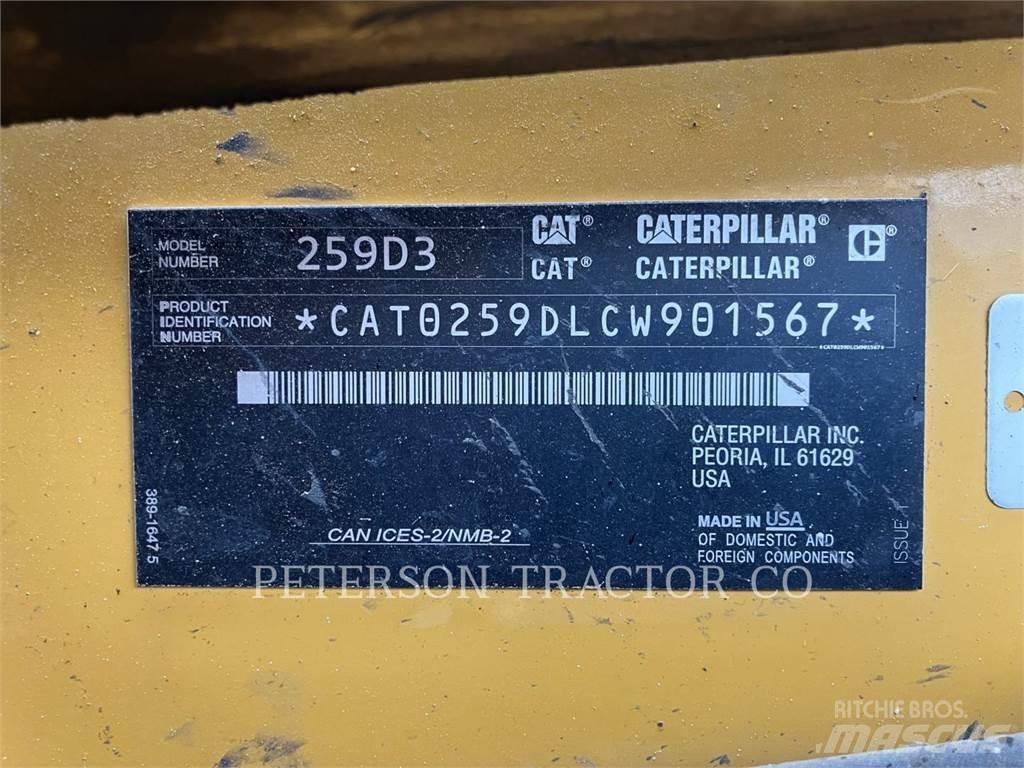 MODEL
NUMBER
259D3
CAT® CATERPILLAR®
CAT® CATERPILLAR®
C®
PRODUCT
IDENTIFICATION
NUMBER
*CAT0259DLCW901567*
*CAT0259DLCW901567*
CATERPILLAR INC.
PEORIA, IL 61629
USA
MADE IN USA
OF DOMESTIC AND
FOREIGN COMPONENTS
CAN ICES-2/NMB-2
389-1647 5
ISSUE 1
PETERSON TRACTOR CO
RITCHIE BROS.
MASCUS